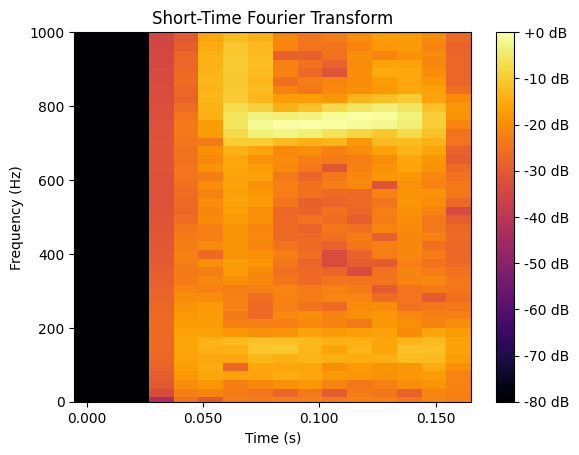 Short-Time Fourier Transform
1000
800
600
400
200
0
Frequency (Hz)
0.000
0.050
0.100
0.150
Time (s)
+0 dB
-10 dB
-20 dB
-30 dB
-40 dB
-50 dB
-60 dB
-70 dB
-80 dB